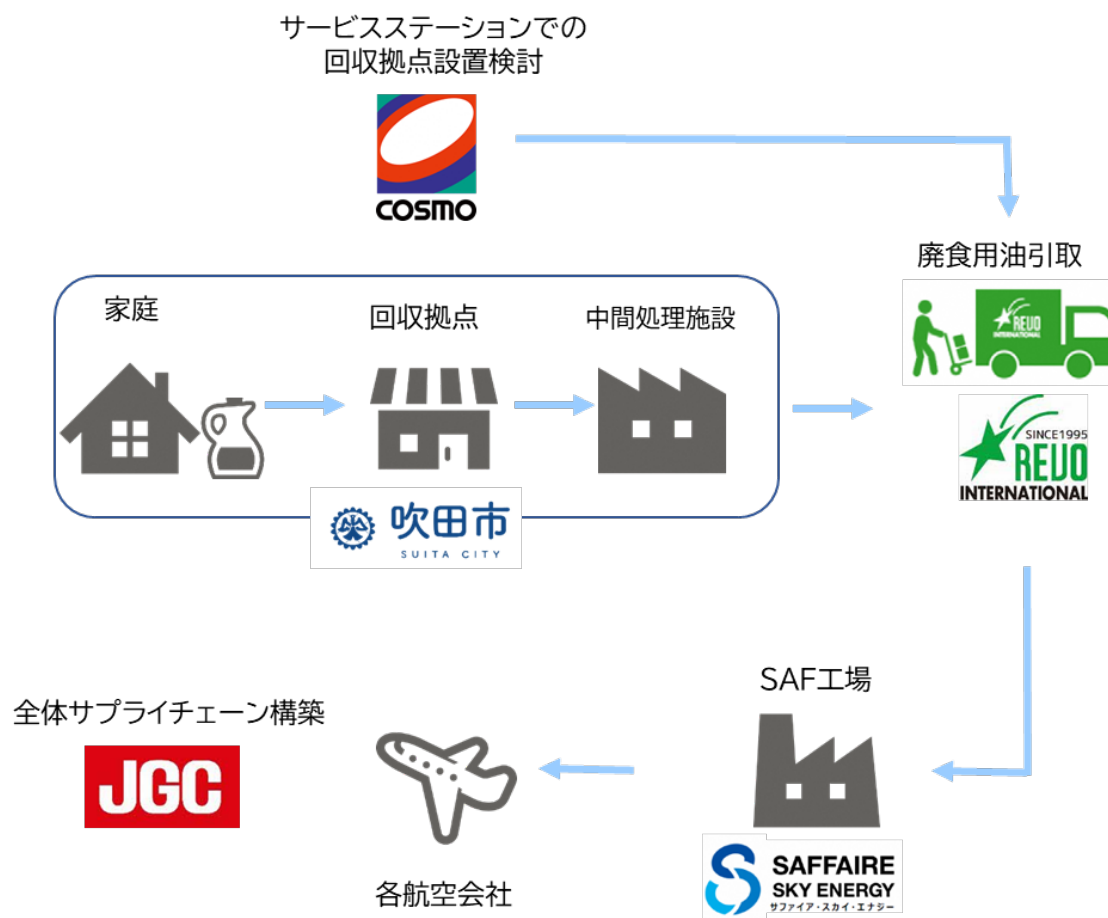 サービスステーションでの
回収拠点設置検討
COSMO
廃食用油引取
REVO
INTERNATIONAL
SINCE1995
REVO
INTERNATIONAL
家庭
回収拠点
中間処理施設
吹田市
SUITA CITY
SAF工場
SAFFAIRE
SKY ENERGY
サファイア・スカイ・エナジー
全体サプライチェーン構築
JGC
各航空会社